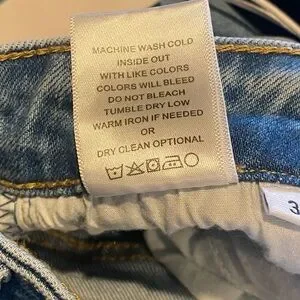 MACHINE WASH COLD
INSIDE OUT
WITH LIKE COLORS
COLORS WILL BLEED
DO NOT BLEACH
TUMBLE DRY LOW
WARM IRON IF NEEDED
OR
DRY CLEAN OPTIONAL
3